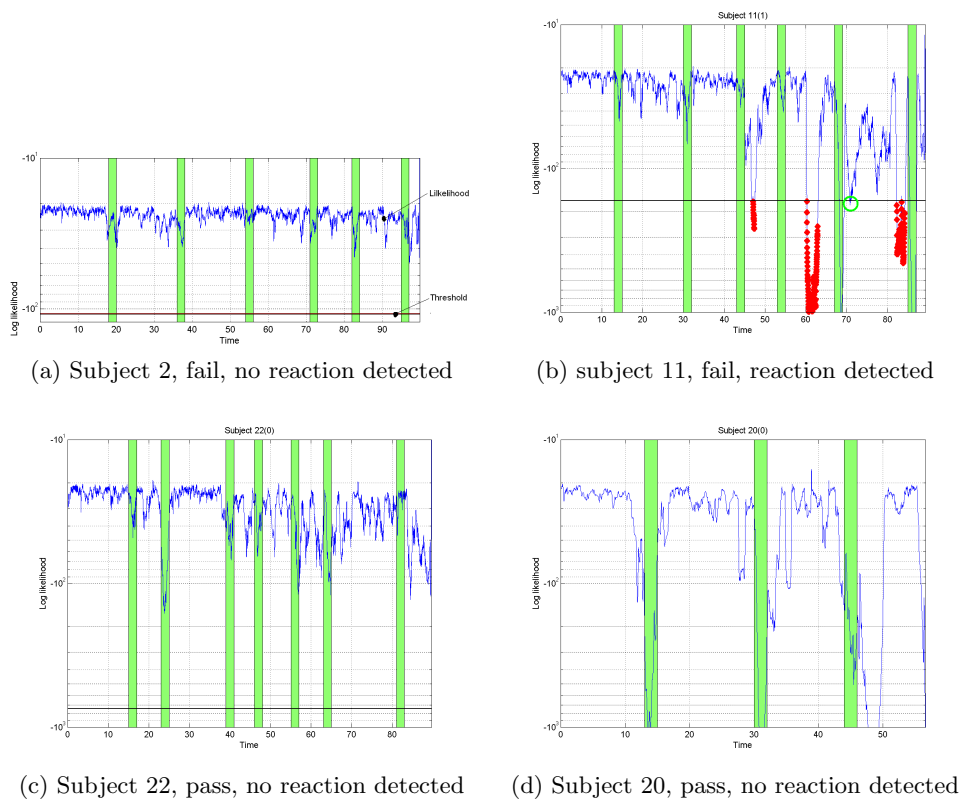 -10¹
-10²
Log likelihood
0 10 20 30 40 50 60 70 80 90
Time
Lilkelihood
Threshold
(a) Subject 2, fail, no reaction detected
Subject 11(1)
-10¹
-10²
-10³
Log likelihood
0 10 20 30 40 50 60 70 80
Time
(b) subject 11, fail, reaction detected
Subject 22(0)
-10¹
-10²
-10³
Log likelihood
0 10 20 30 40 50 60 70 80
Time
(c) Subject 22, pass, no reaction detected
Subject 20(0)
-10¹
-10²
-10³
Log likelihood
0 10 20 30 40 50
Time
(d) Subject 20, pass, no reaction detected